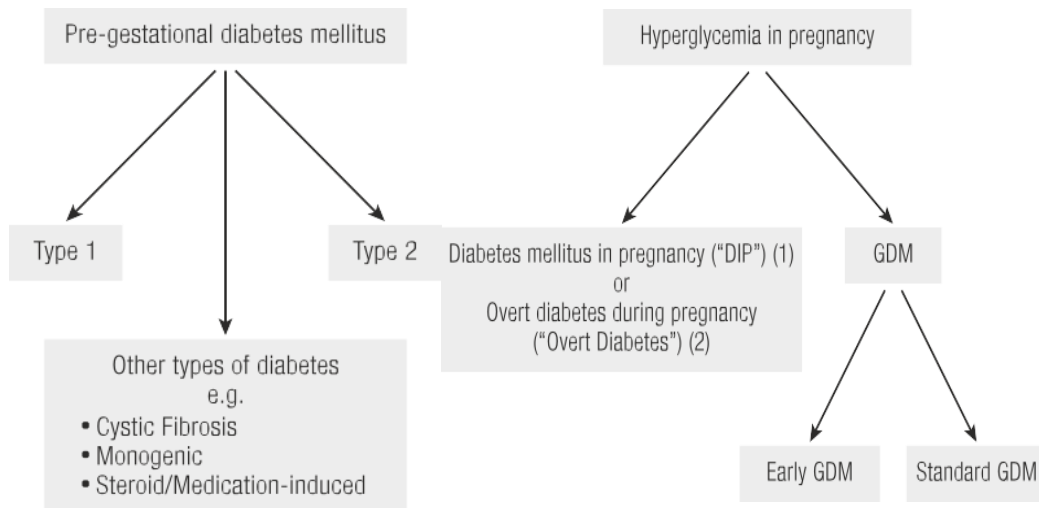 Pre-gestational diabetes mellitus
Type 1
Type 2
Other types of diabetes
e.g.
• Cystic Fibrosis
• Monogenic
• Steroid/Medication-induced
Hyperglycemia in pregnancy
Diabetes mellitus in pregnancy (“DIP”) (1)
or
Overt diabetes during pregnancy
(“Overt Diabetes”) (2)
GDM
Early GDM
Standard GDM